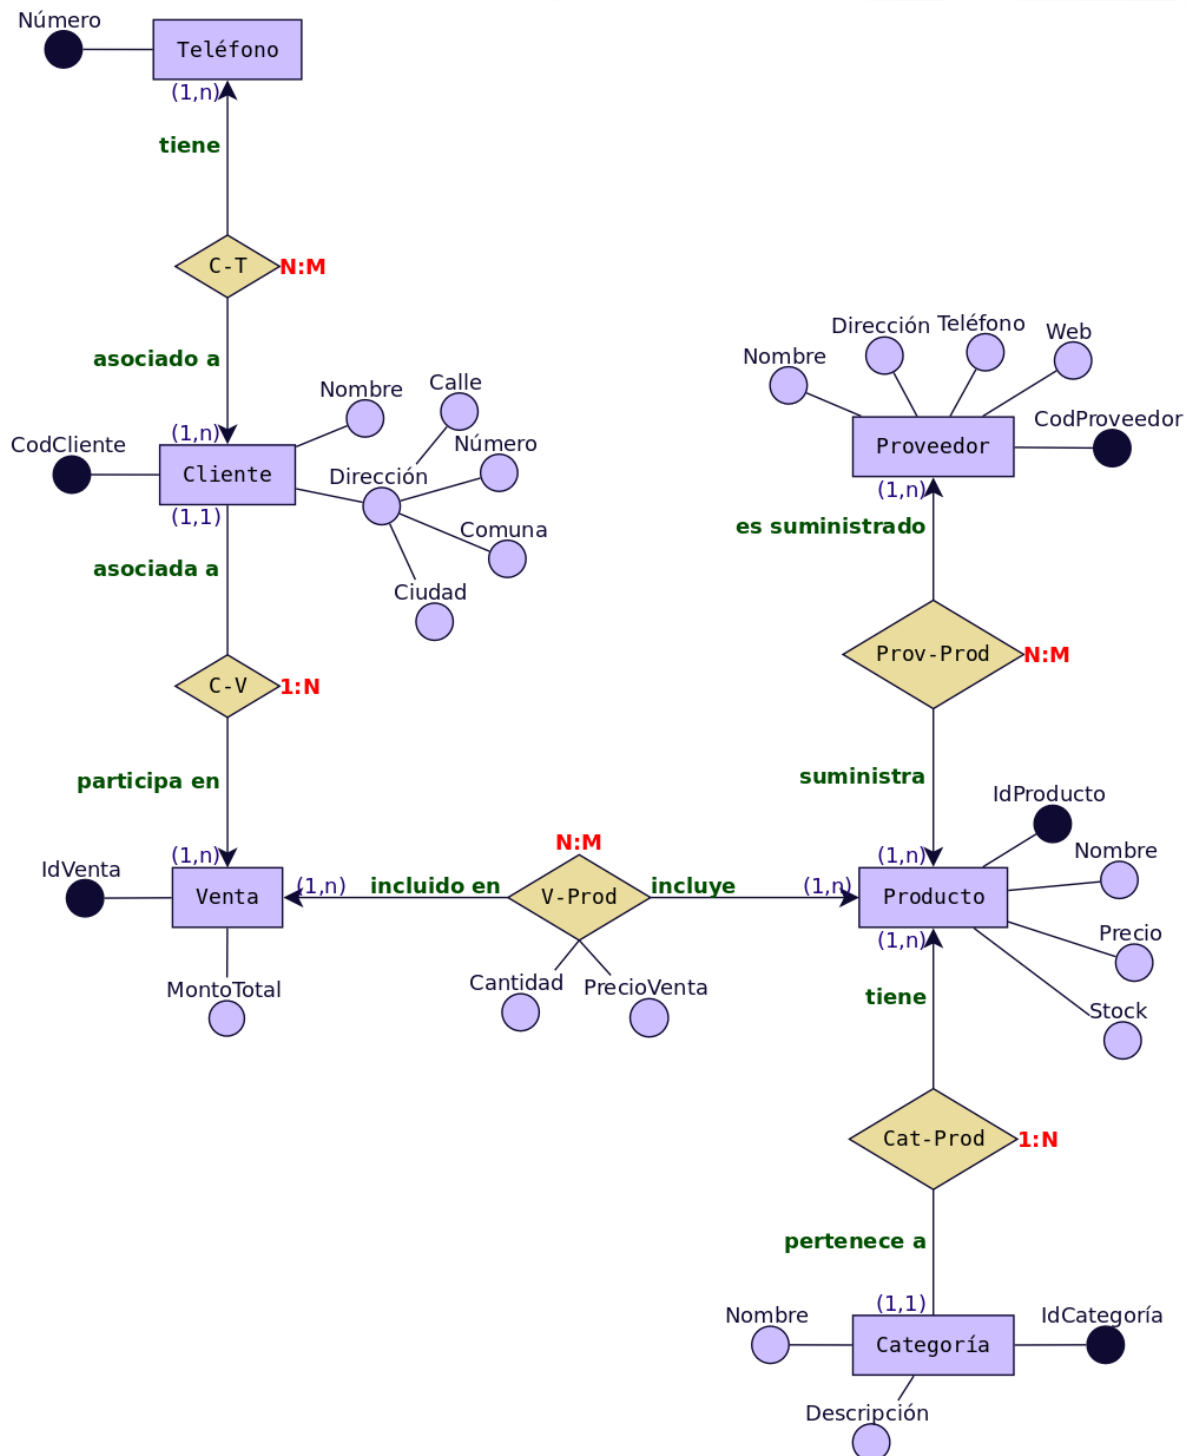 Número
Teléfono
(1,n)
tiene
C-T
N:M
asociado a
(1,n)
CodCliente
Cliente
Nombre
Calle
Número
Dirección
Comuna
Ciudad
(1,1)
asociada a
C-V
1:N
participa en
(1,n)
IdVenta
Venta
MontoTotal
(1,n)
incluido en
N:M
V-Prod
incluye
(1,n)
Cantidad
PrecioVenta
Nombre
Dirección
Teléfono
Web
CodProveedor
Proveedor
(1,n)
es suministrado
Prov-Prod
N:M
suministra
(1,n)
IdProducto
Nombre
Producto
Precio
Stock
(1,n)
tiene
Cat-Prod
1:N
pertenece a
(1,1)
Nombre
Categoría
IdCategoría
Descripción